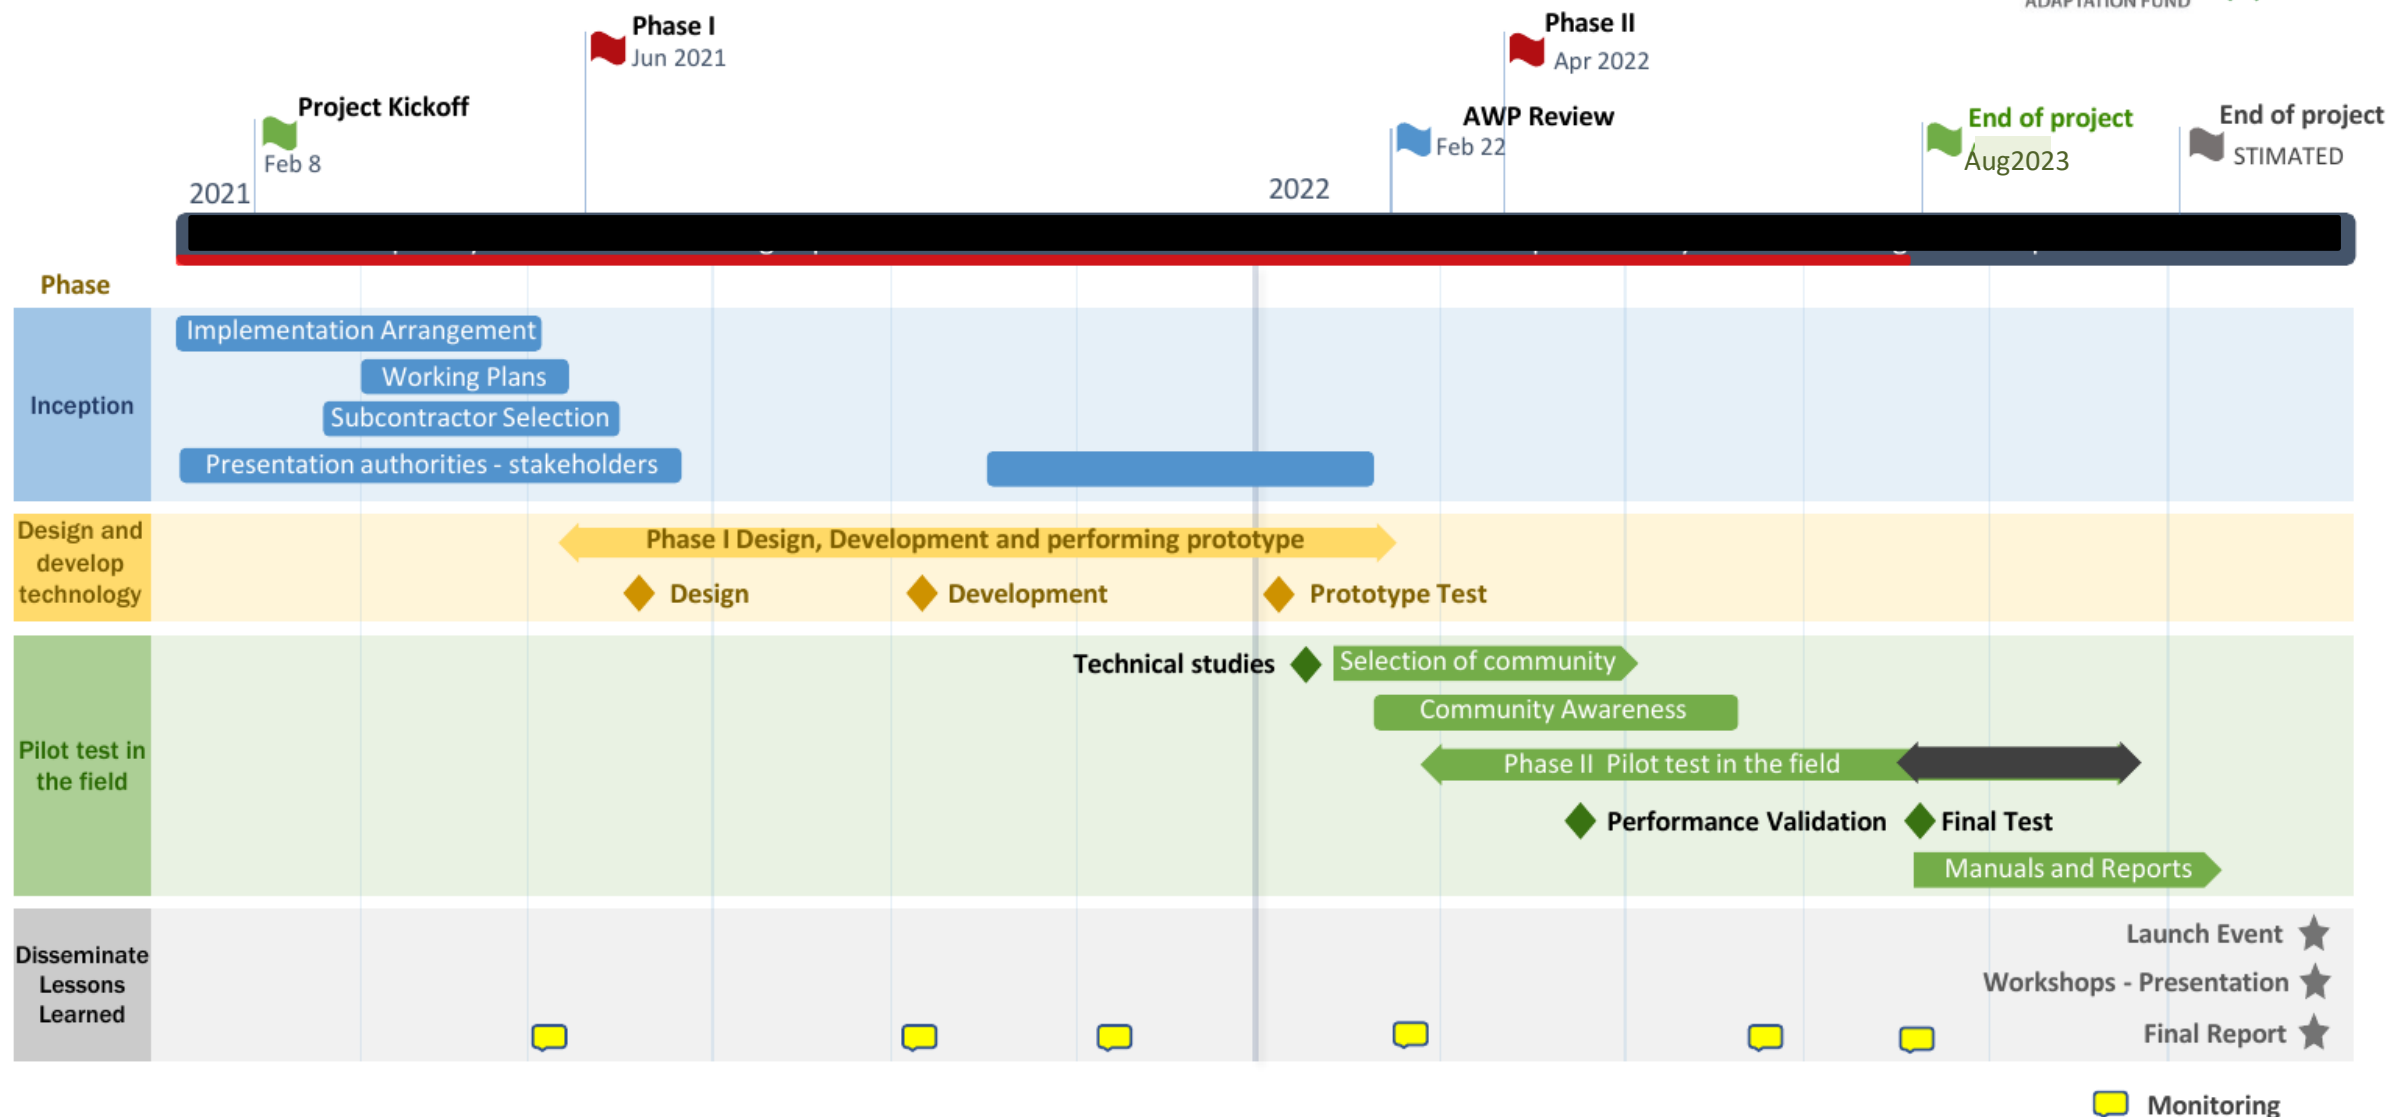 ADAPTATION FUND
Phase I
Jun 2021
Phase II
Apr 2022
Project Kickoff
Feb 8
AWP Review
Feb 22
End of project
Aug2023
End of project
STIMATED
2021
2022
Phase
Inception
Implementation Arrangement
Working Plans
Subcontractor Selection
Presentation authorities - stakeholders
Design and
develop
technology
Phase I Design, Development and performing prototype
Design
Development
Prototype Test
Pilot test in
the field
Technical studies
Selection of community
Community Awareness
Phase II  Pilot test in the field
Performance Validation
Final Test
Manuals and Reports
Disseminate
Lessons
Learned
Launch Event
Workshops - Presentation
Final Report
Monitoring